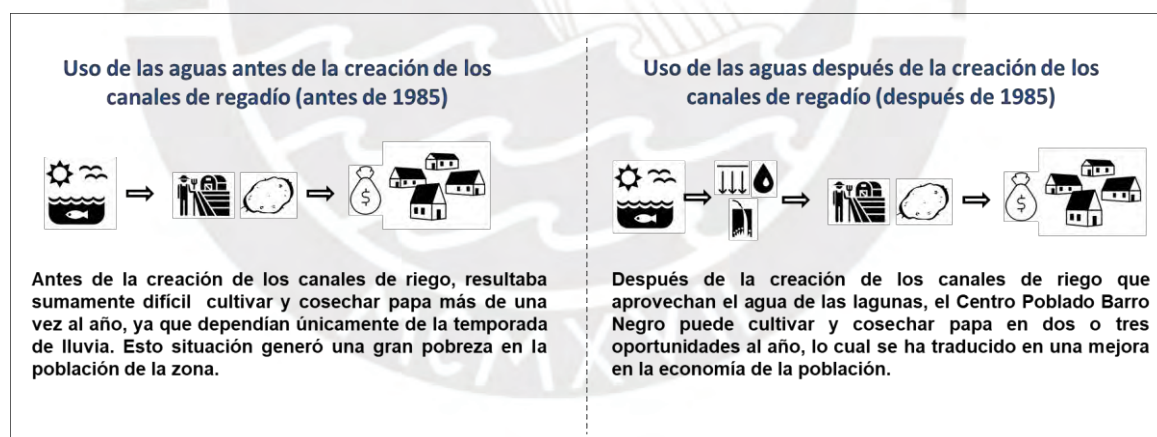 Uso de las aguas antes de la creación de los
canales de regadío (antes de 1985)
$
Antes de la creación de los canales de riego, resultaba
sumamente difícil cultivar y cosechar papa más de una
vez al año, ya que dependían únicamente de la temporada
de lluvia. Esto situación generó una gran pobreza en la
población de la zona.
Uso de las aguas después de la creación de los
canales de regadío (después de 1985)
$
Después de la creación de los canales de riego que
aprovechan el agua de las lagunas, el Centro Poblado Barro
Negro puede cultivar y cosechar papa en dos o tres
oportunidades al año, lo cual se ha traducido en una mejora
en la economía de la población.